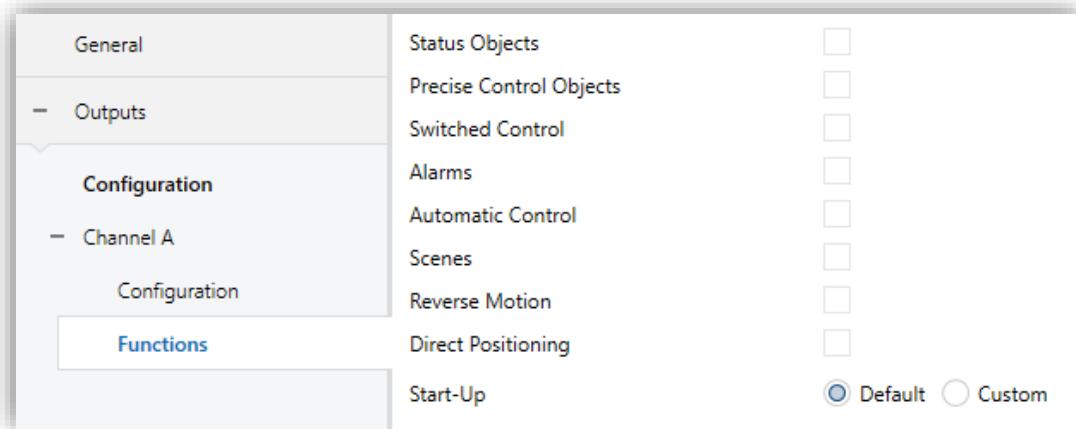 General
Outputs
Configuration
Channel A
Configuration
Functions
Status Objects
Precise Control Objects
Switched Control
Alarms
Automatic Control
Scenes
Reverse Motion
Direct Positioning
Start-Up Default Custom